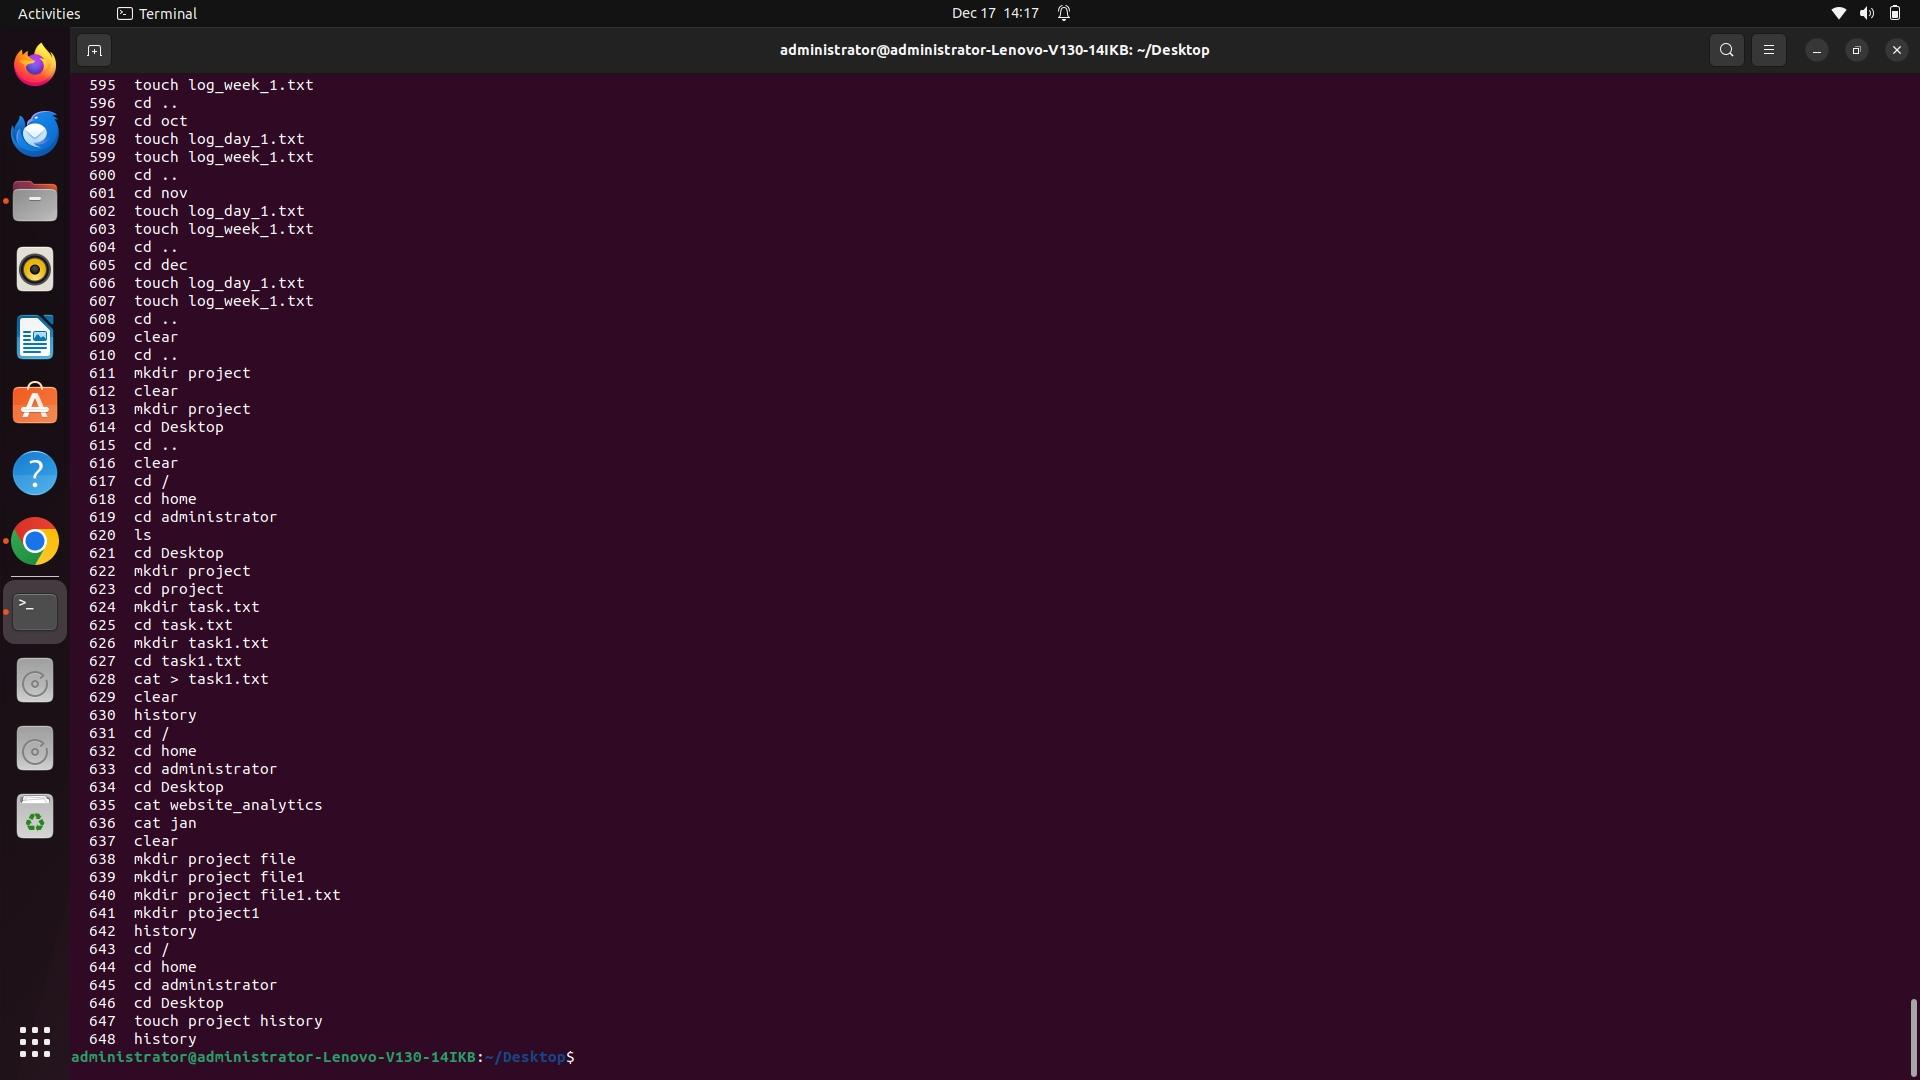 Activities
Terminal
Dec 17  14:17
administrator@administrator-Lenovo-V130-14IKB: ~/Desktop
595  touch log_week_1.txt
596  cd ..
597  cd oct
598  touch log_day_1.txt
599  touch log_week_1.txt
600  cd ..
601  cd nov
602  touch log_day_1.txt
603  touch log_week_1.txt
604  cd ..
605  cd dec
606  touch log_day_1.txt
607  touch log_week_1.txt
608  cd ..
609  clear
610  cd ..
611  mkdir project
612  clear
613  mkdir project
614  cd Desktop
615  cd ..
616  clear
617  cd /
618  cd home
619  cd administrator
620  ls
621  cd Desktop
622  mkdir project
623  cd project
624  mkdir task.txt
625  cd task.txt
626  mkdir task1.txt
627  cd task1.txt
628  cat > task1.txt
629  clear
630  history
631  cd /
632  cd home
633  cd administrator
634  cd Desktop
635  cat website_analytics
636  cat jan
637  clear
638  mkdir project file
639  mkdir project file1
640  mkdir project file1.txt
641  mkdir ptoject1
642  history
643  cd /
644  cd home
645  cd administrator
646  cd Desktop
647  touch project history
648  history
administrator@administrator-Lenovo-V130-14IKB:~/Desktop$